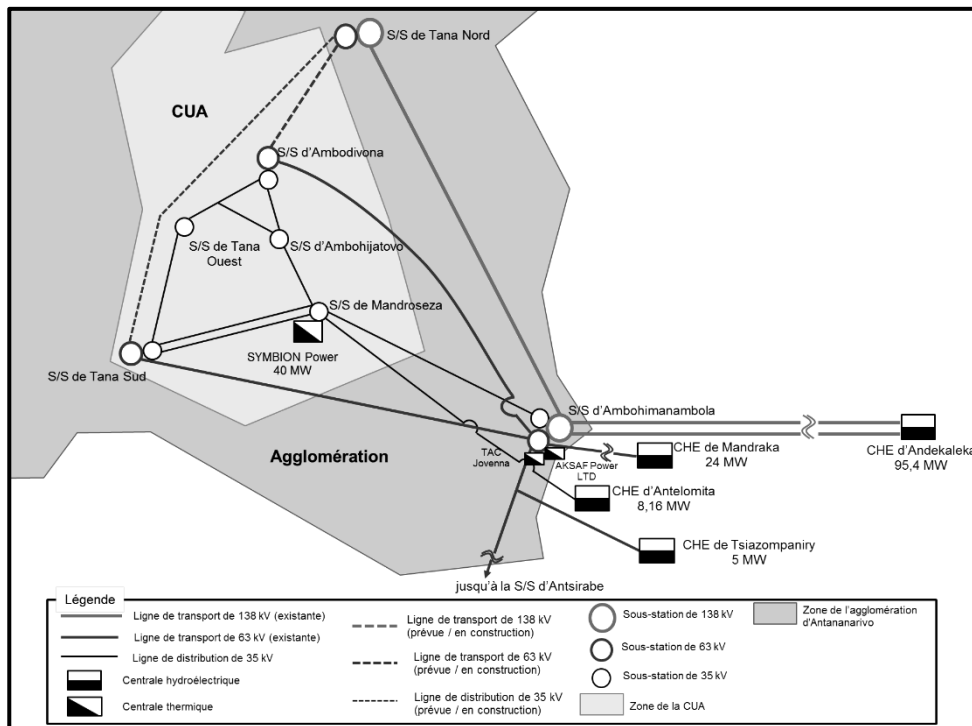 S/S de Tana Nord
CUA
S/S d'Ambodivona
S/S de Tana
Ouest
S/S d'Ambohijatovo
S/S de Mandroseza
SYMBION Power
40 MW
S/S de Tana Sud
S/S d'Ambohimanambola
Agglomération
TAC
Jovenna
AKSAF Power
LTD
CHE de Mandraka
24 MW
CHE d'Andekaleka
95,4 MW
CHE d'Antelomita
8,16 MW
CHE de Tsiazompaniry
5 MW
jusqu'à la S/S d'Antsirabe
Légende
Ligne de transport de 138 kV (existante)
Ligne de transport de 63 kV (existante)
Ligne de distribution de 35 kV
Centrale hydroélectrique
Centrale thermique
Ligne de transport de 138 kV
(prévue / en construction)
Ligne de transport de 63 kV
(prévue / en construction)
Ligne de distribution de 35 kV
(prévue / en construction)
Sous-station de 138 kV
Sous-station de 63 kV
Sous-station de 35 kV
Zone de la CUA
Zone de l'agglomération
d'Antananarivo